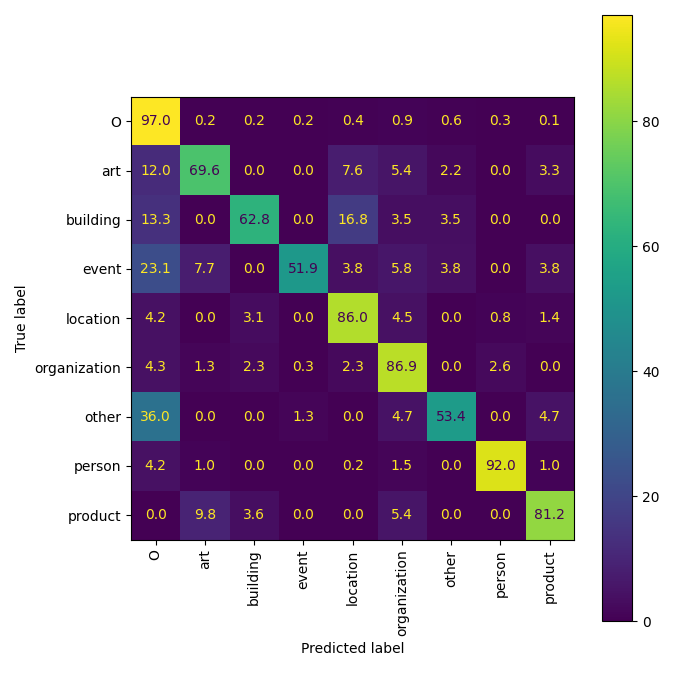 O 97.0 0.2 0.2 0.2 0.4 0.9 0.6 0.3 0.1
art 12.0 69.6 0.0 0.0 7.6 5.4 2.2 0.0 3.3
building 13.3 0.0 62.8 0.0 16.8 3.5 3.5 0.0 0.0
event 23.1 7.7 0.0 51.9 3.8 5.8 3.8 0.0 3.8
location 4.2 0.0 3.1 0.0 86.0 4.5 0.0 0.8 1.4
organization 4.3 1.3 2.3 0.3 2.3 86.9 0.0 2.6 0.0
other 36.0 0.0 0.0 1.3 0.0 4.7 53.4 0.0 4.7
person 4.2 1.0 0.0 0.0 0.2 1.5 0.0 92.0 1.0
product 0.0 9.8 3.6 0.0 0.0 5.4 0.0 0.0 81.2
O art building event location organization other person product
Predicted label
True label
80
60
40
20
0